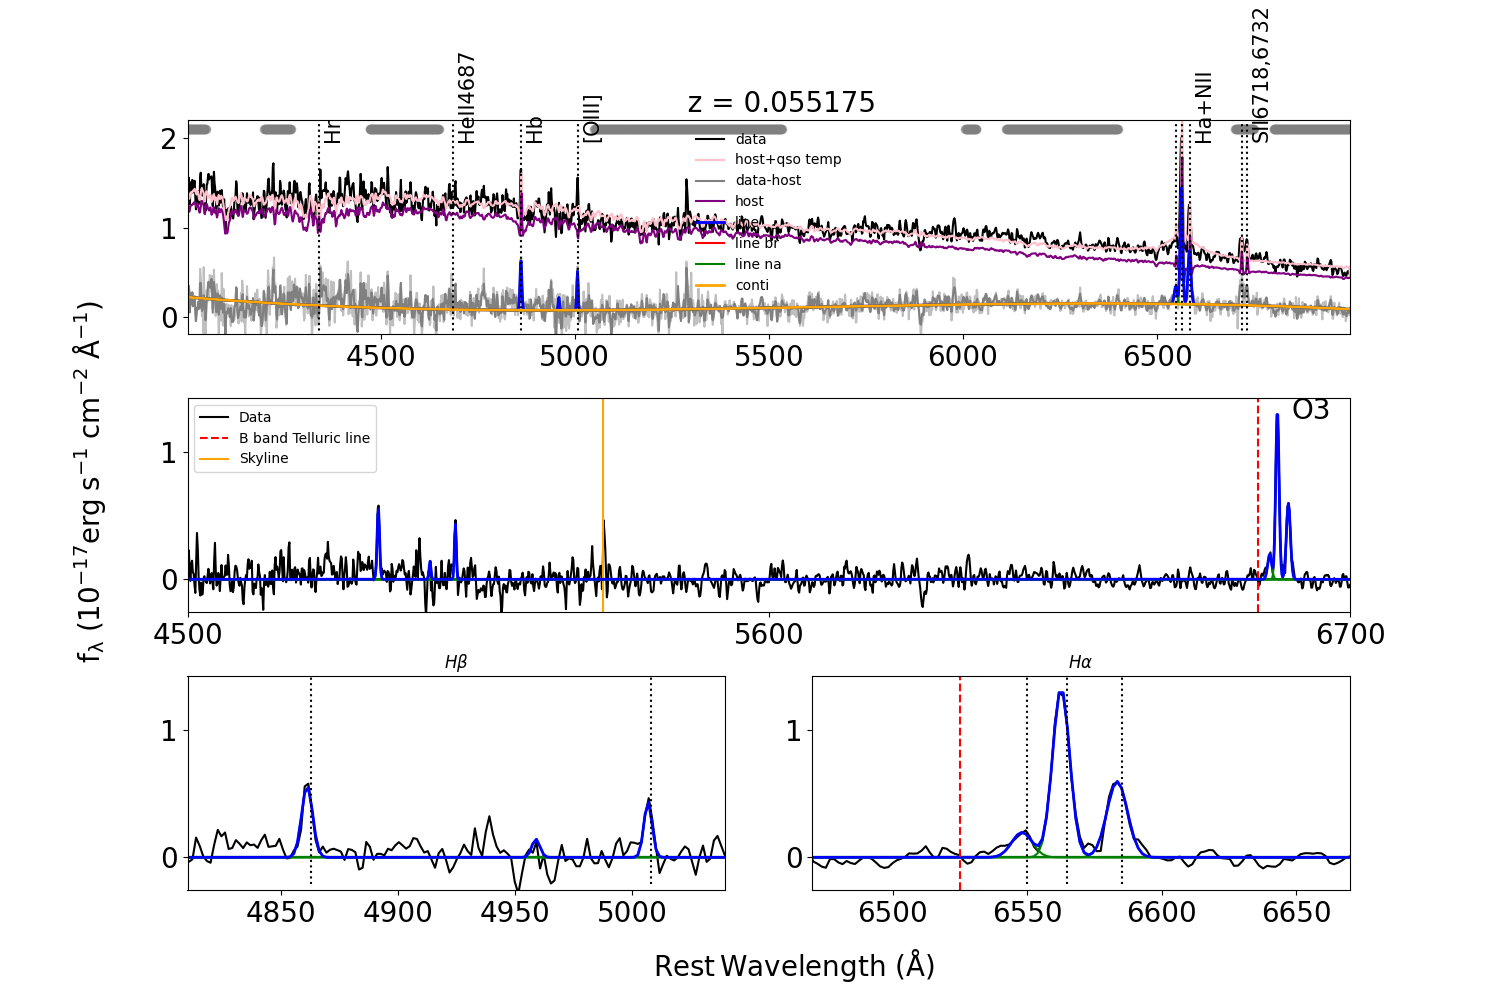 z = 0.055175
Hr
HeII4687
Hb
[OIII]
Ha+NII
SII6718,6732
data
host+qso temp
data-host
host
line
line br
line na
conti
2
1
0
4500 5000 5500 6000 6500
Data
B band Telluric line
Skyline
O3
1
0
4500 5600 6700
fλ (10⁻¹⁷erg s⁻¹ cm⁻² Å⁻¹)
Hβ
1
0
4850 4900 4950 5000
Hα
1
0
6500 6550 6600 6650
Rest Wavelength (Å)